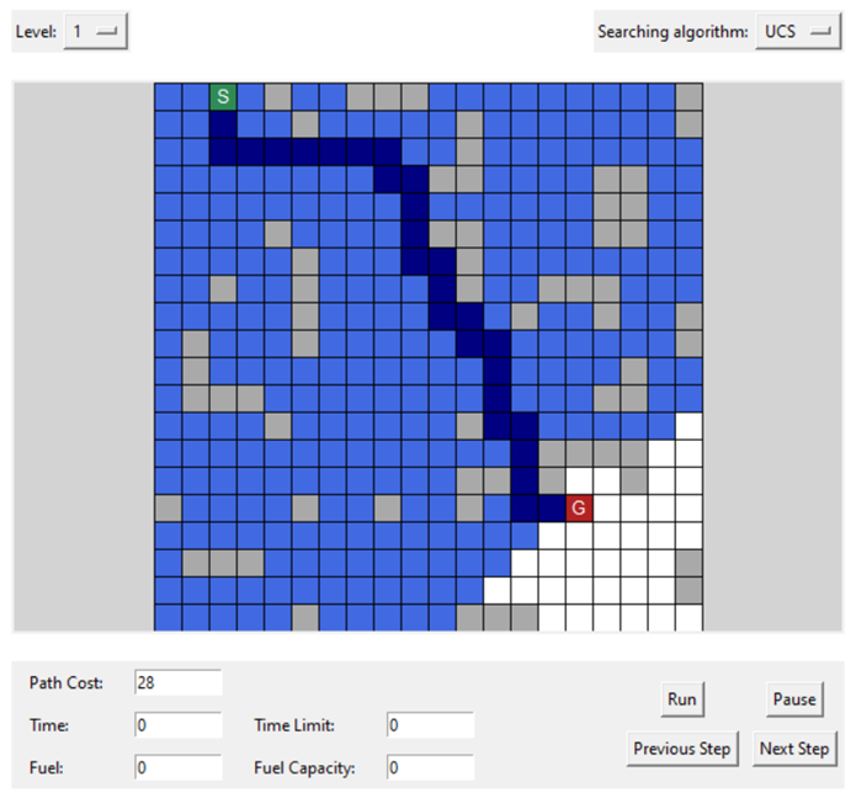 Level: 1 Searching algorithm: UCS
S
G
Path Cost: 28
Run Pause
Time: 0 Time Limit: 0
Previous Step Next Step
Fuel: 0 Fuel Capacity: 0